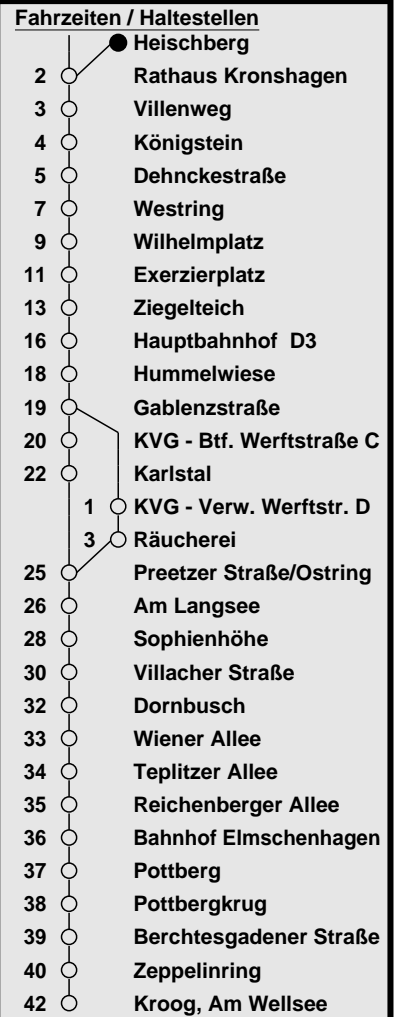 Fahrzeiten / Haltestellen
Heischberg
2 Rathaus Kronshagen
3 Villenweg
4 Königstein
5 Dehnckestraße
7 Westring
9 Wilhelmplatz
11 Exerzierplatz
13 Ziegelteich
16 Hauptbahnhof D3
18 Hummelwiese
19 Gablenzstraße
20 KVG - Btf. Werftstraße C
22 Karlstal
1 KVG - Verw. Werftstr. D
3 Räucherei
25 Preetzer Straße/Ostring
26 Am Langsee
28 Sophienhöhe
30 Villacher Straße
32 Dornbusch
33 Wiener Allee
34 Teplitzer Allee
35 Reichenberger Allee
36 Bahnhof Elmschenhagen
37 Pottberg
38 Pottbergkrug
39 Berchtesgadener Straße
40 Zeppelinring
42 Kroog, Am Wellsee